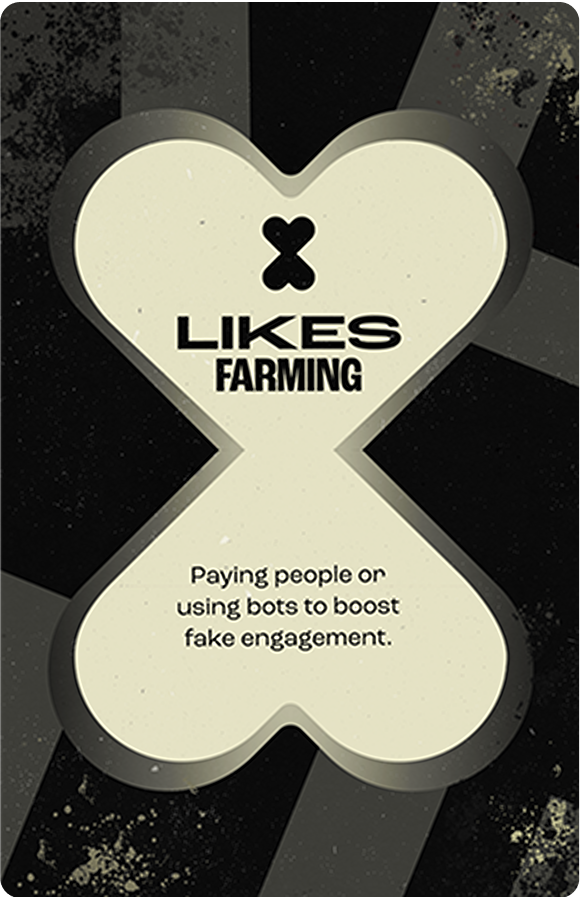 LIKES
FARMING
Paying people or
using bots to boost
fake engagement.